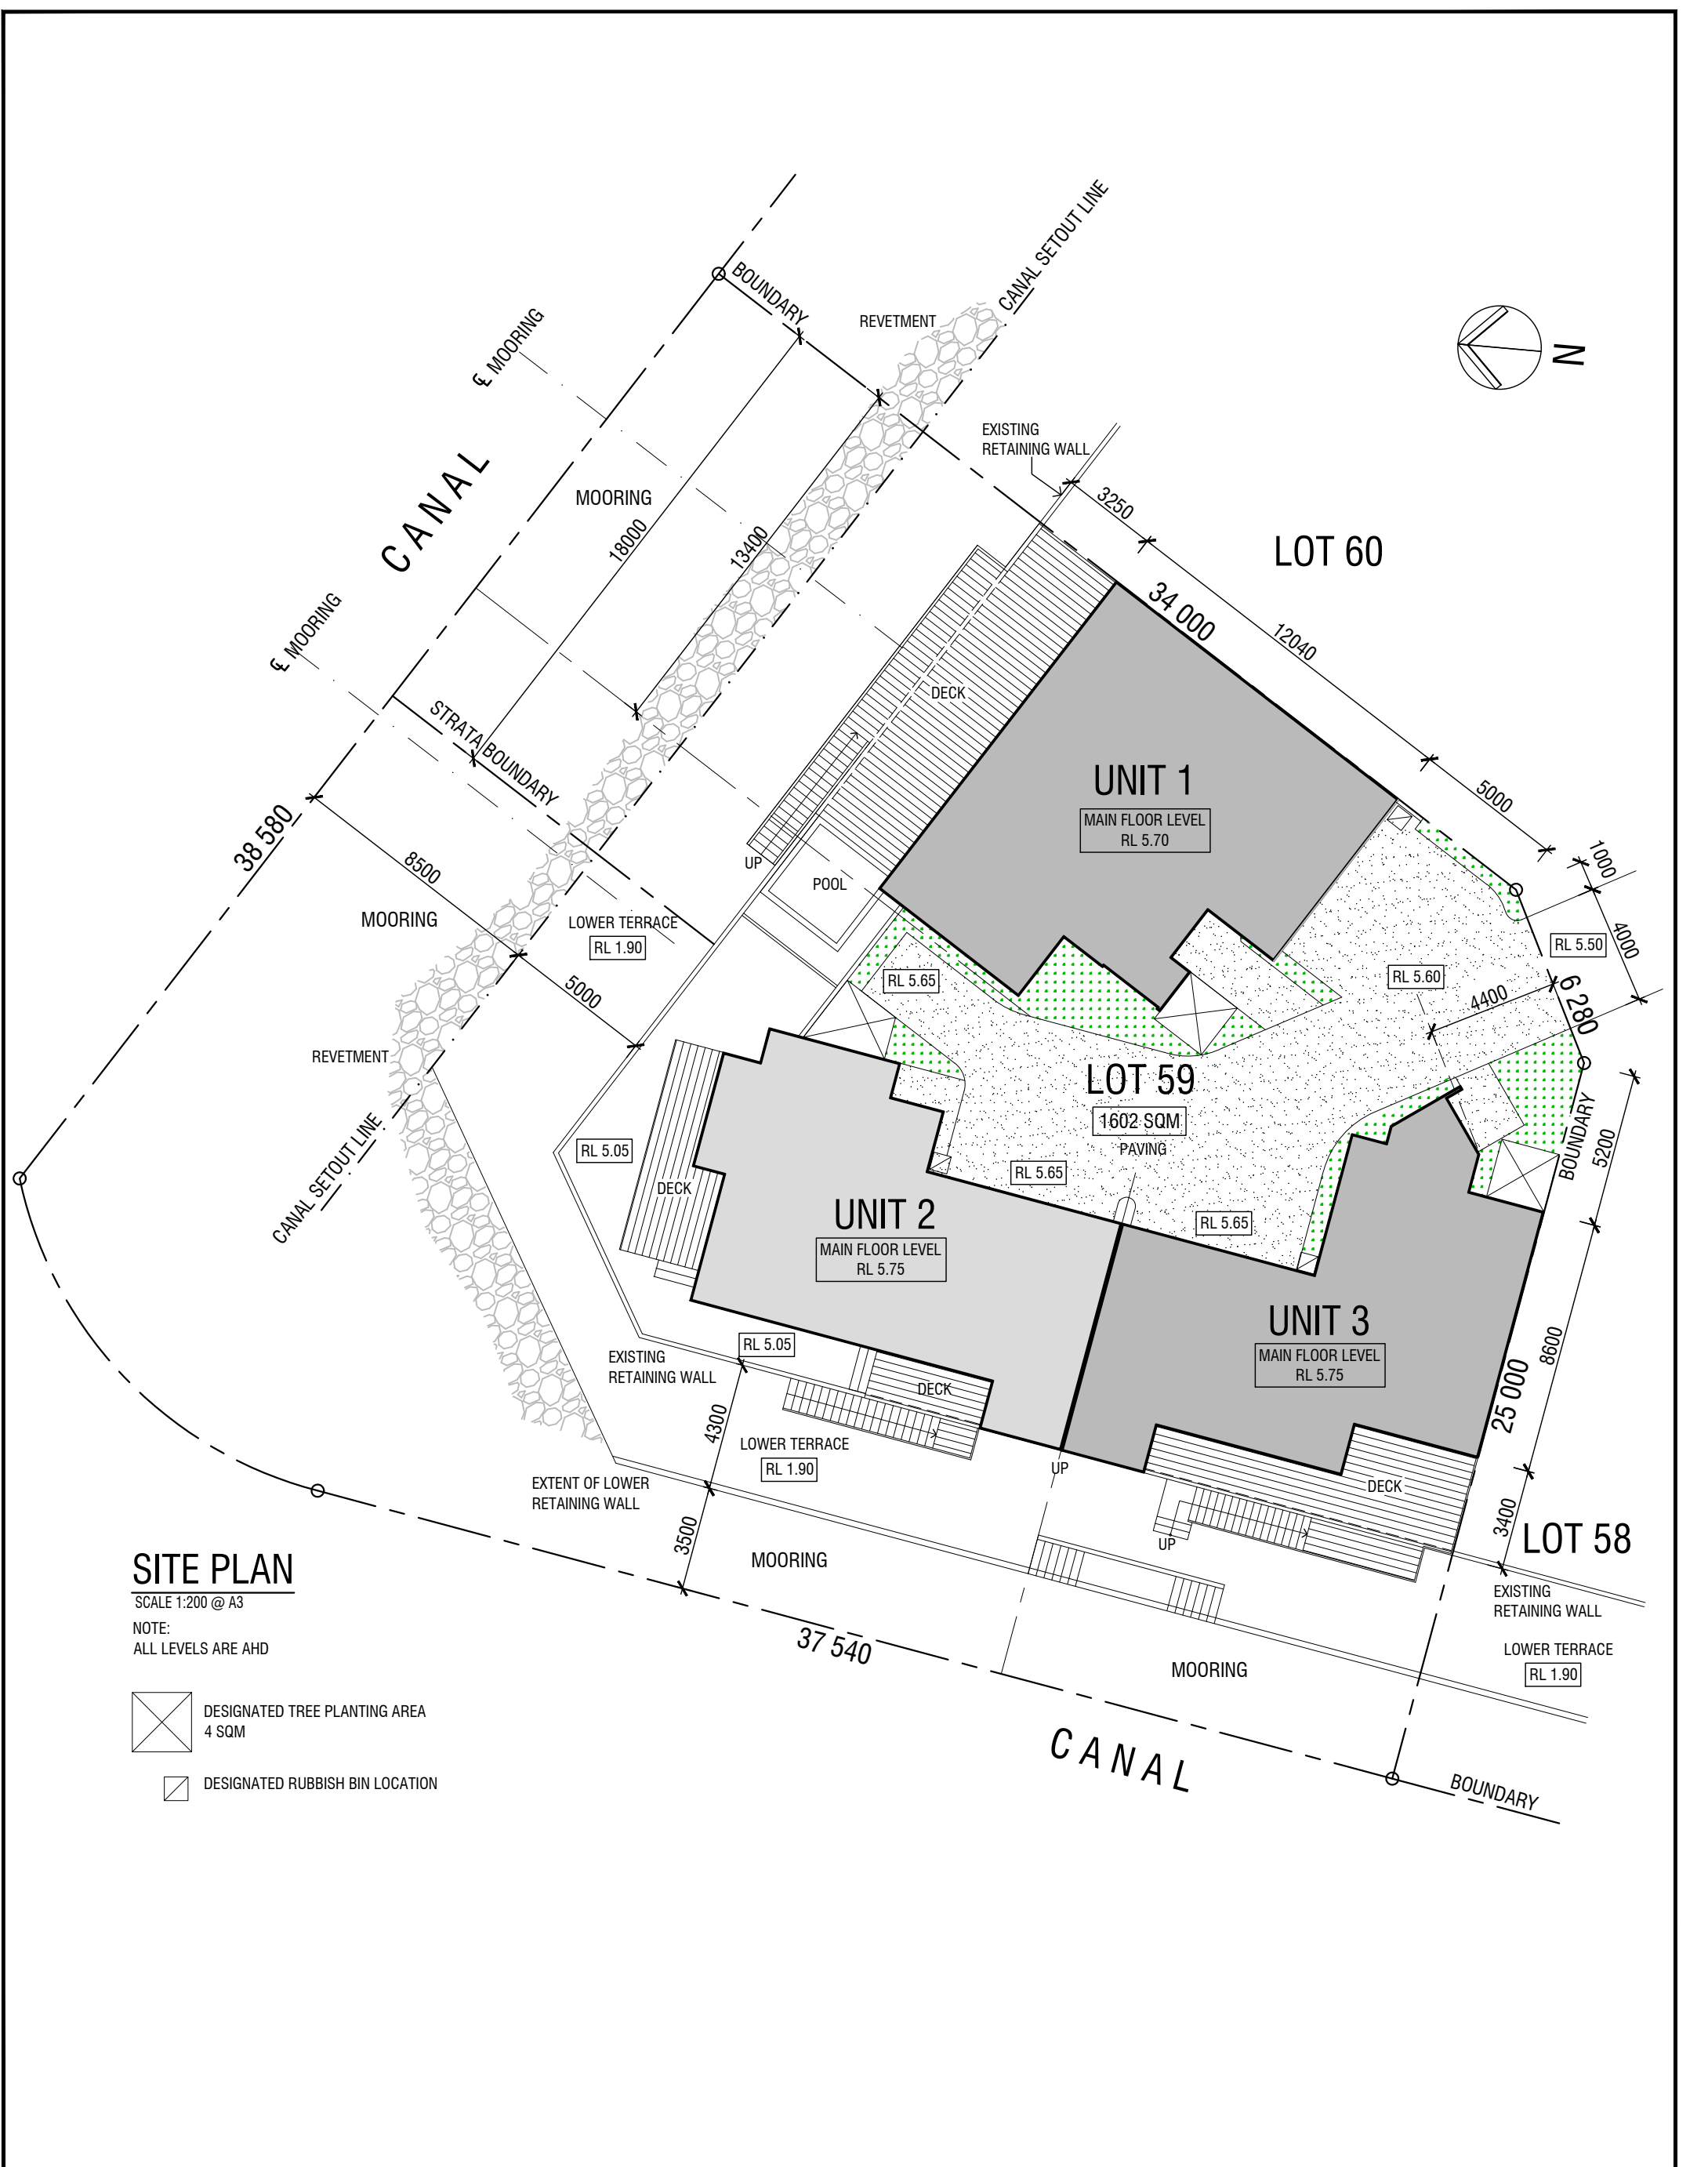 CANAL SETOUT LINE
BOUNDARY
REVETMENT
℄ MOORING
N
EXISTING
RETAINING WALL
CANAL
MOORING
3250
18000
13400
LOT 60
34 000
12040
℄ MOORING
DECK
STRATA BOUNDARY
UNIT 1
MAIN FLOOR LEVEL
RL 5.70
5000
38 580
8500
UP
POOL
1000
MOORING
LOWER TERRACE
RL 1.90
4000
RL 5.50
RL 5.65
RL 5.60
5000
4400
6 280
REVETMENT
LOT 59
1602 SQM
PAVING
BOUNDARY
5200
CANAL SETOUT LINE
RL 5.05
DECK
RL 5.65
UNIT 2
MAIN FLOOR LEVEL
RL 5.75
RL 5.65
UNIT 3
MAIN FLOOR LEVEL
RL 5.75
8600
25 000
EXISTING
RETAINING WALL
RL 5.05
DECK
4300
LOWER TERRACE
RL 1.90
UP
DECK
EXTENT OF LOWER
RETAINING WALL
3500
MOORING
UP
3400
LOT 58
SITE PLAN
SCALE 1:200 @ A3
NOTE:
ALL LEVELS ARE AHD
EXISTING
RETAINING WALL
37 540
MOORING
LOWER TERRACE
RL 1.90
DESIGNATED TREE PLANTING AREA
4 SQM
CANAL
DESIGNATED RUBBISH BIN LOCATION
BOUNDARY